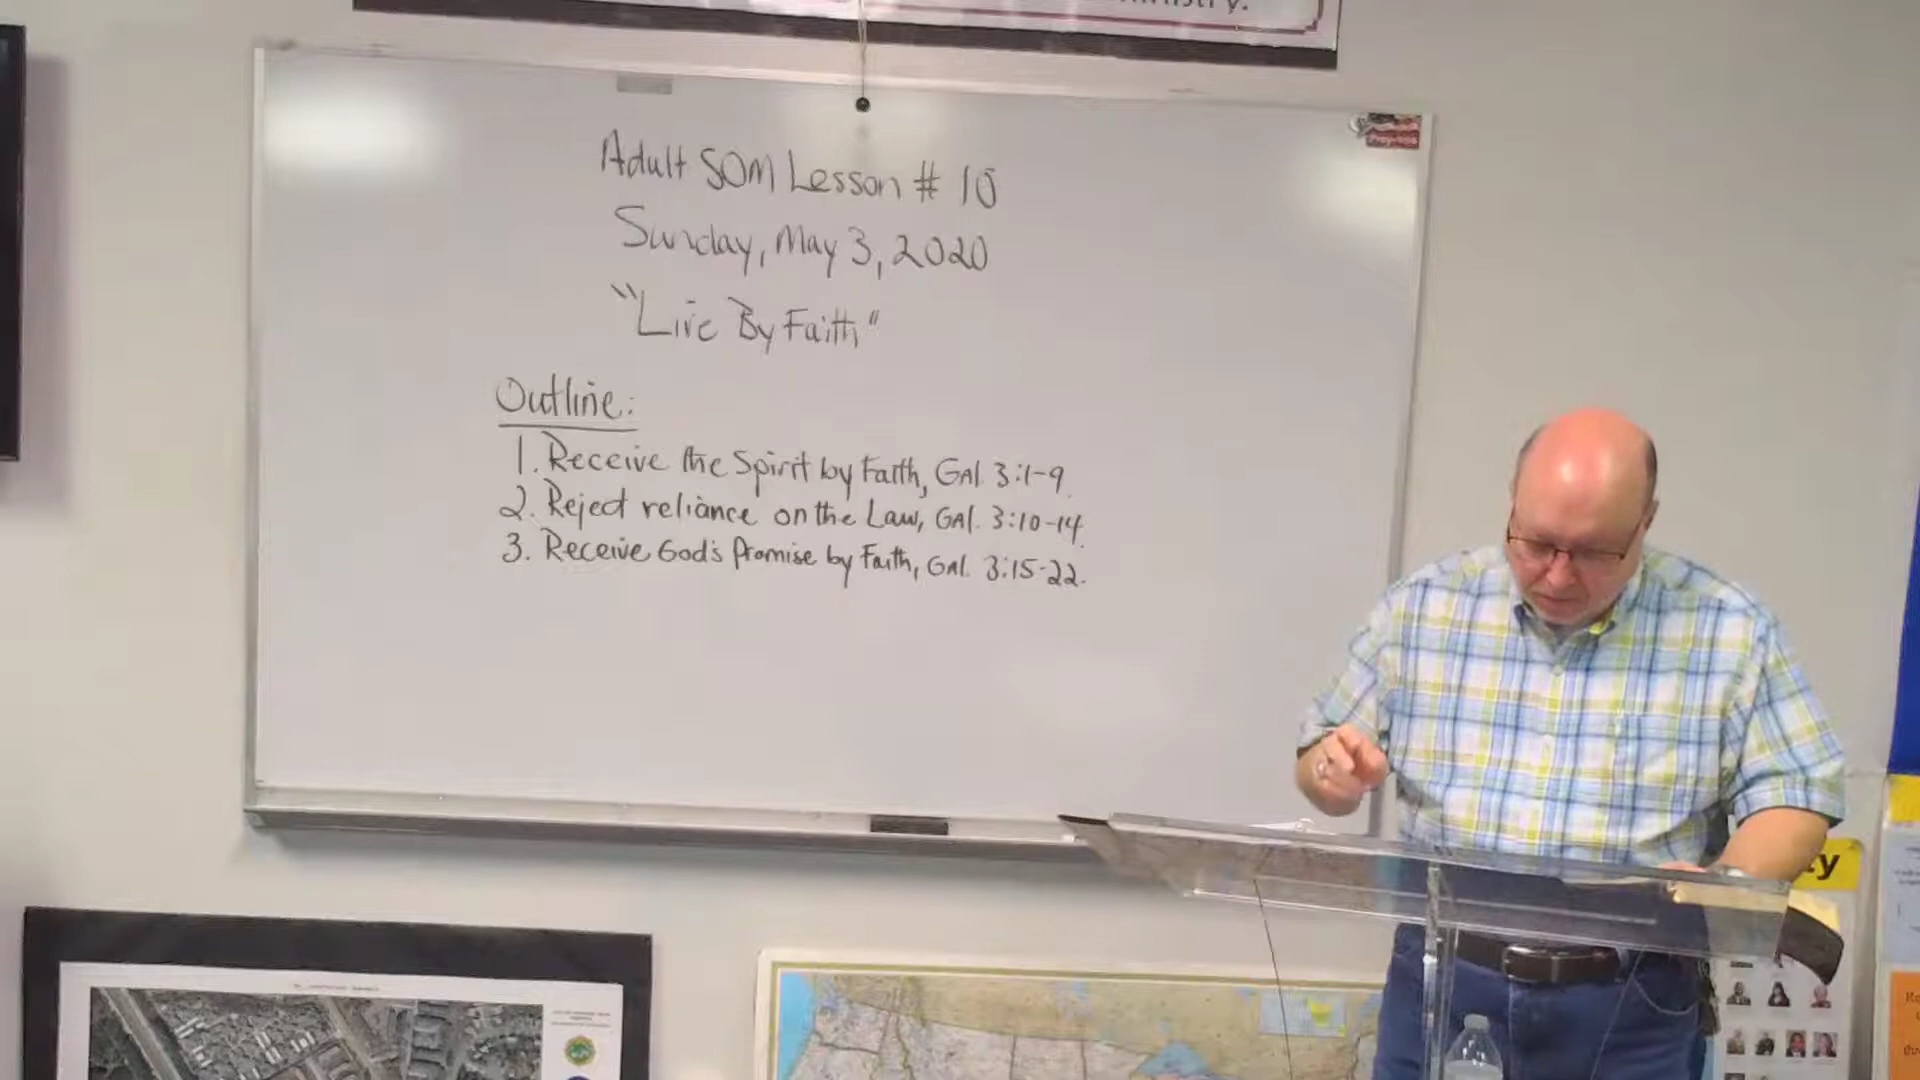 Adult SOM Lesson # 10
Sunday, May 3, 2020
"Live By Faith"
Outline:
1. Receive the Spirit by Faith, GAl. 3:1-9.
2. Reject reliance on the Law, GAl. 3:10-14.
3. Receive God's Promise by Faith, GAl. 3:15-22.